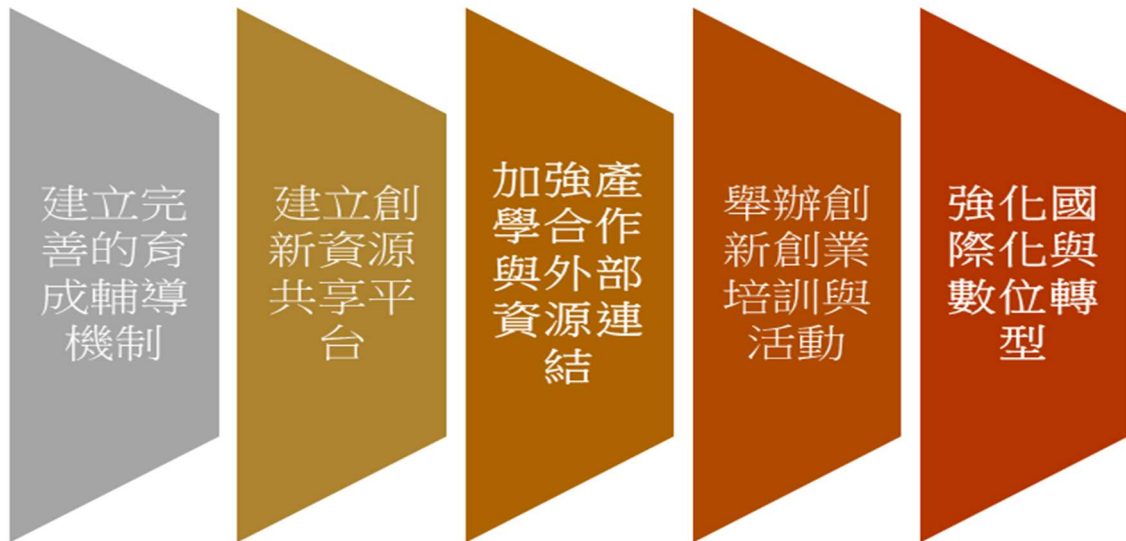 建立完
善的育
成輔導
機制
建立創
新資源
共享平
台
加強產
學合作
與外部
資源連
結
舉辦創
新創業
培訓與
活動
強化國
際化與
數位轉
型